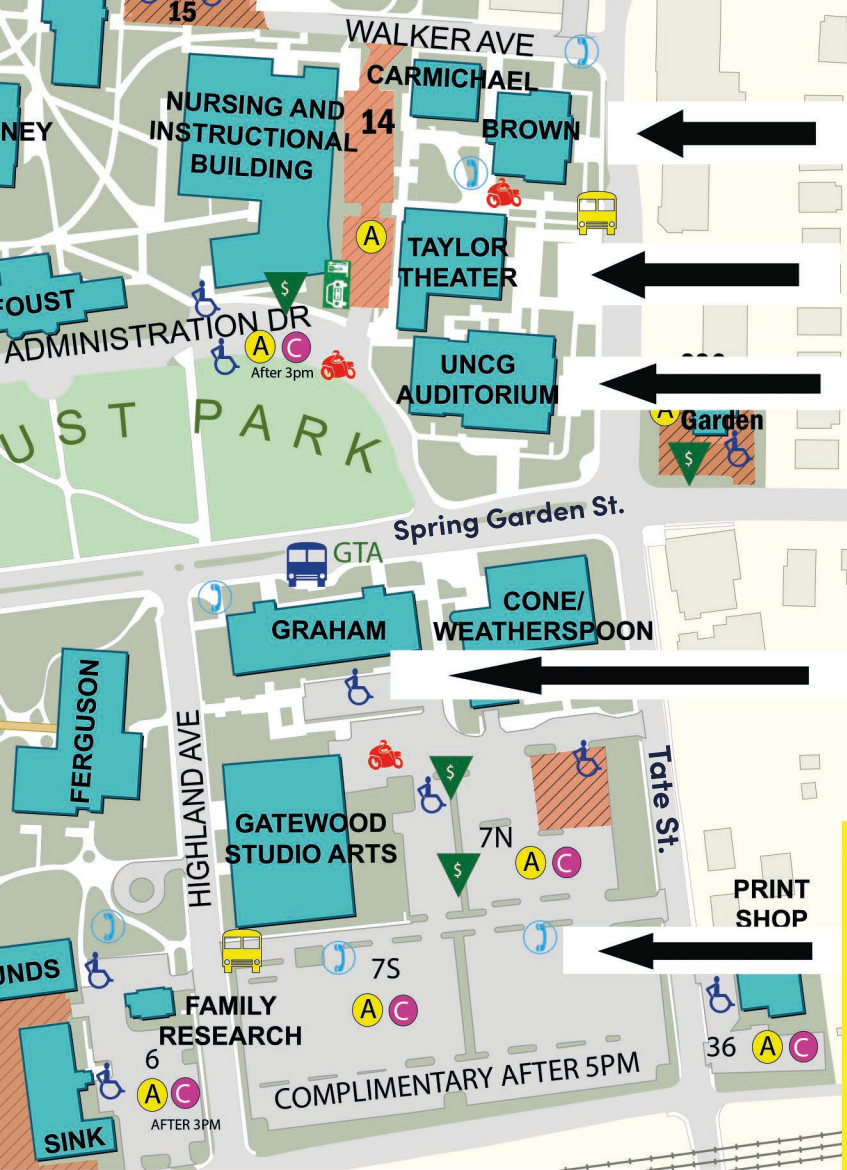 15
WALKER AVE
CARMICHAEL
NURSING AND
INSTRUCTIONAL
BUILDING
14
BROWN
NEY
A
TAYLOR
THEATER
$
FOUST
ADMINISTRATION DR
A C
After 3pm
UNCG
AUDITORIUM
A
Garden
$
UST PARK
Spring Garden St.
GTA
GRAHAM
CONE/
WEATHERSPOON
FERGUSON
HIGHLAND AVE
Tate St.
$
GATEWOOD
STUDIO ARTS
7N
$
A C
PRINT
SHOP
UNDS
7S
A C
FAMILY
RESEARCH
36 A C
6
A C
AFTER 3PM
COMPLIMENTARY AFTER 5PM
SINK